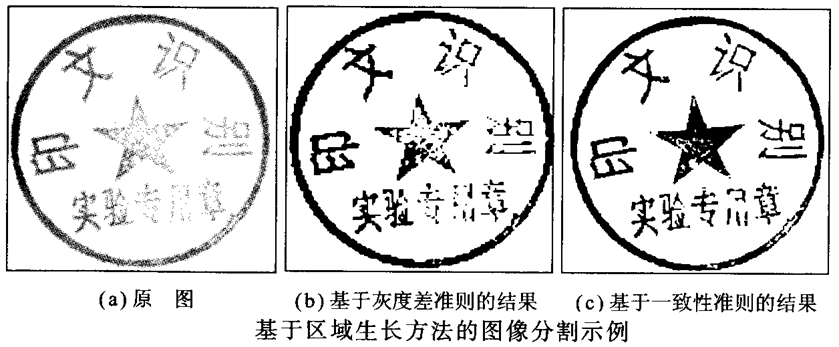 印文识别
实验专用章
印文识别
实验专用章
印文识别
实验专用章
(a)原 图
(b)基于灰度差准则的结果
(c)基于一致性准则的结果
基于区域生长方法的图像分割示例